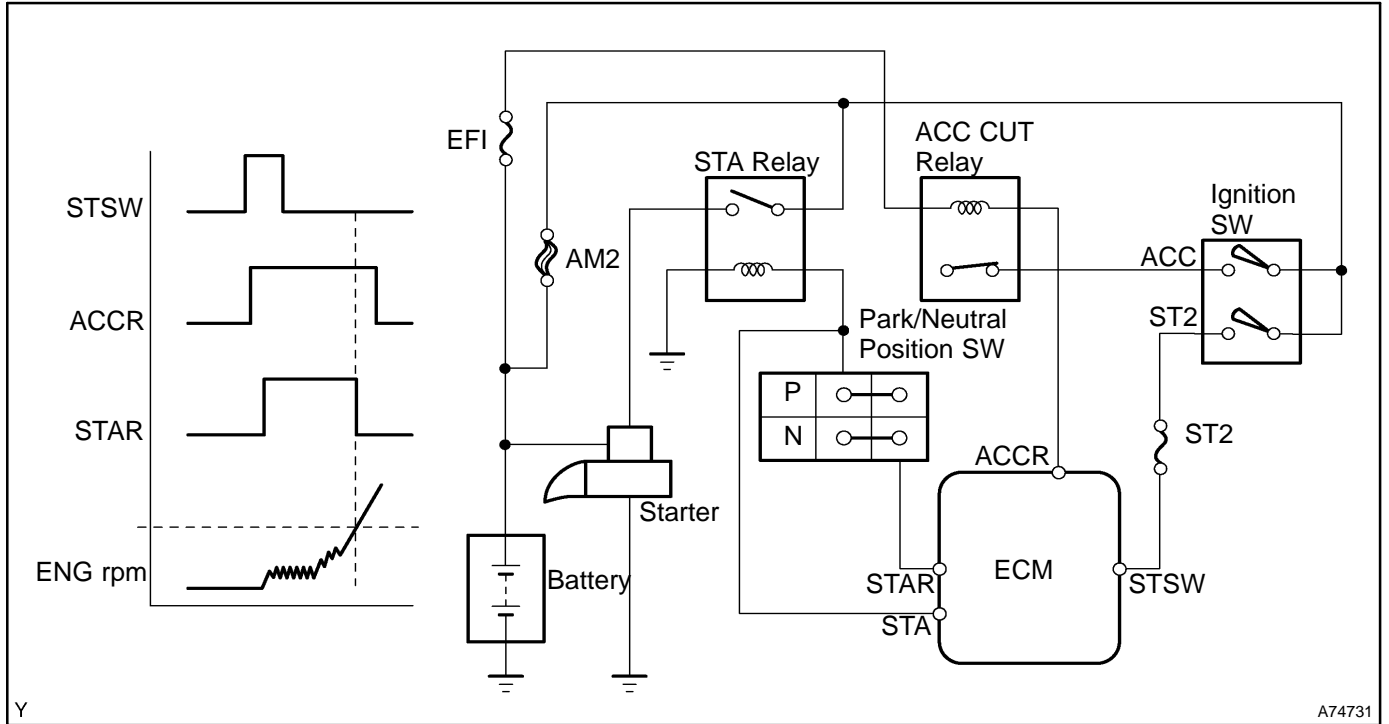 STSW
ACCR
STAR
ENG rpm
EFI
AM2
STA Relay
ACC CUT
Relay
Ignition
SW
ACC
ST2
Park/Neutral
Position SW
P
N
ST2
ACCR
Starter
Battery
STAR
ECM
STSW
STA
Y
A74731